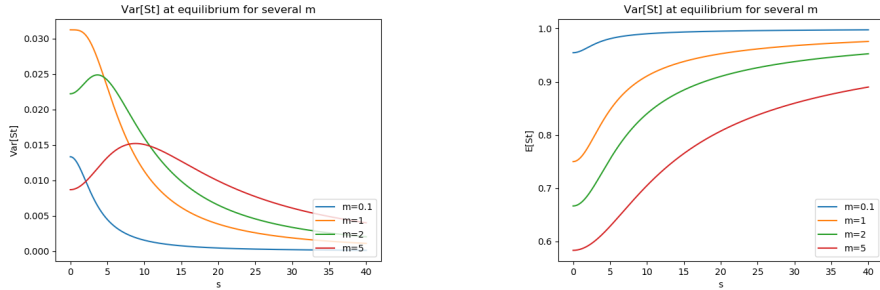 Var[St] at equilibrium for several m
0.030
0.025
0.020
0.015
0.010
0.005
0.000
Var[St]
0
5
10
15
20
25
30
35
40
s
m=0.1
m=1
m=2
m=5
Var[St] at equilibrium for several m
1.0
0.9
0.8
0.7
0.6
E[St]
0
5
10
15
20
25
30
35
40
s
m=0.1
m=1
m=2
m=5